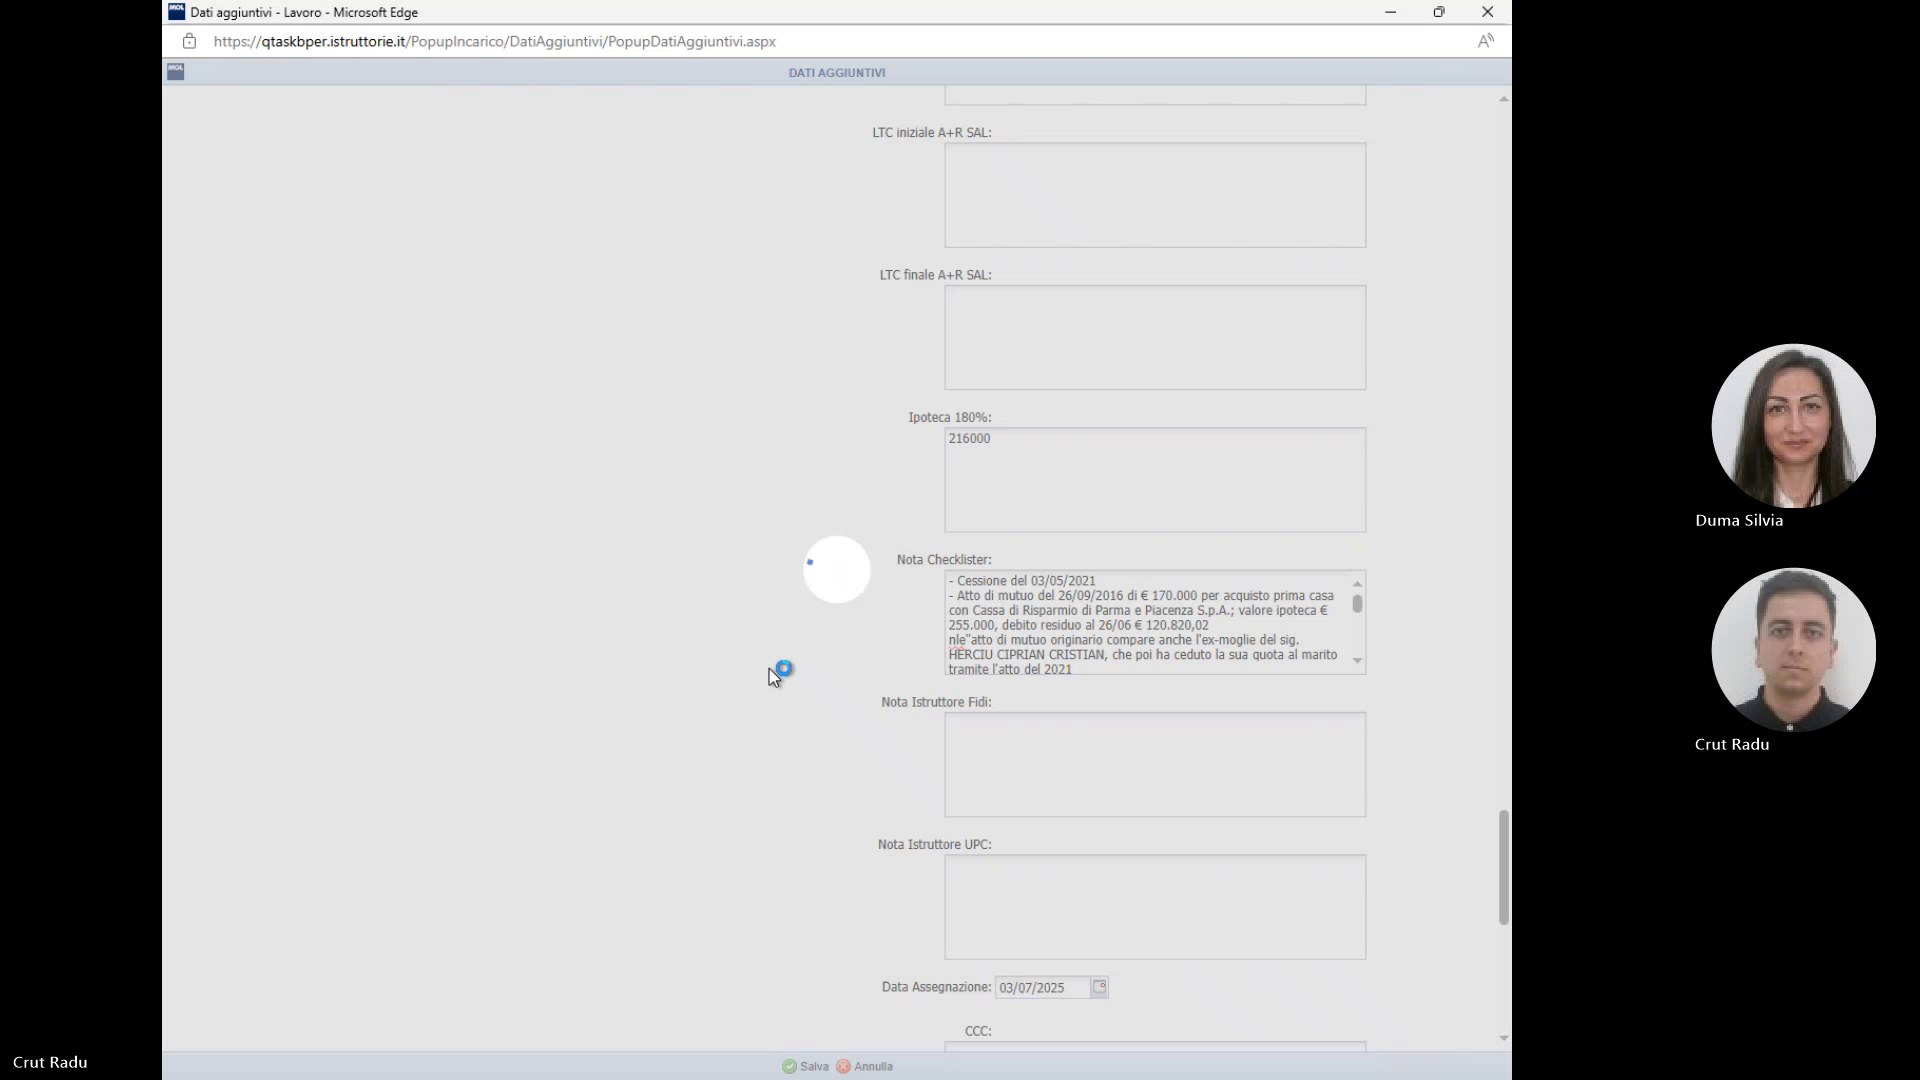 MOL Dati aggiuntivi - Lavoro - Microsoft Edge
https://qtaskbper.istruttorie.it/PopupIncarico/DatiAggiuntivi/PopupDatiAggiuntivi.aspx
MOL DATI AGGIUNTIVI
LTC iniziale A+R SAL:
LTC finale A+R SAL:
Ipoteca 180%:
216000
Nota Checklister:
- Cessione del 03/05/2021
- Atto di mutuo del 26/09/2016 di € 170.000 per acquisto prima casa
con Cassa di Risparmio di Parma e Piacenza S.p.A.; valore ipoteca €
255.000, debito residuo al 26/06 € 120.820,02
nle"atto di mutuo originario compare anche l'ex-moglie del sig.
HERCIU CIPRIAN CRISTIAN, che poi ha ceduto la sua quota al marito
tramite l'atto del 2021
Nota Istruttore Fidi:
Nota Istruttore UPC:
Data Assegnazione: 03/07/2025
CCC:
Salva Annulla
Duma Silvia
Crut Radu
Crut Radu